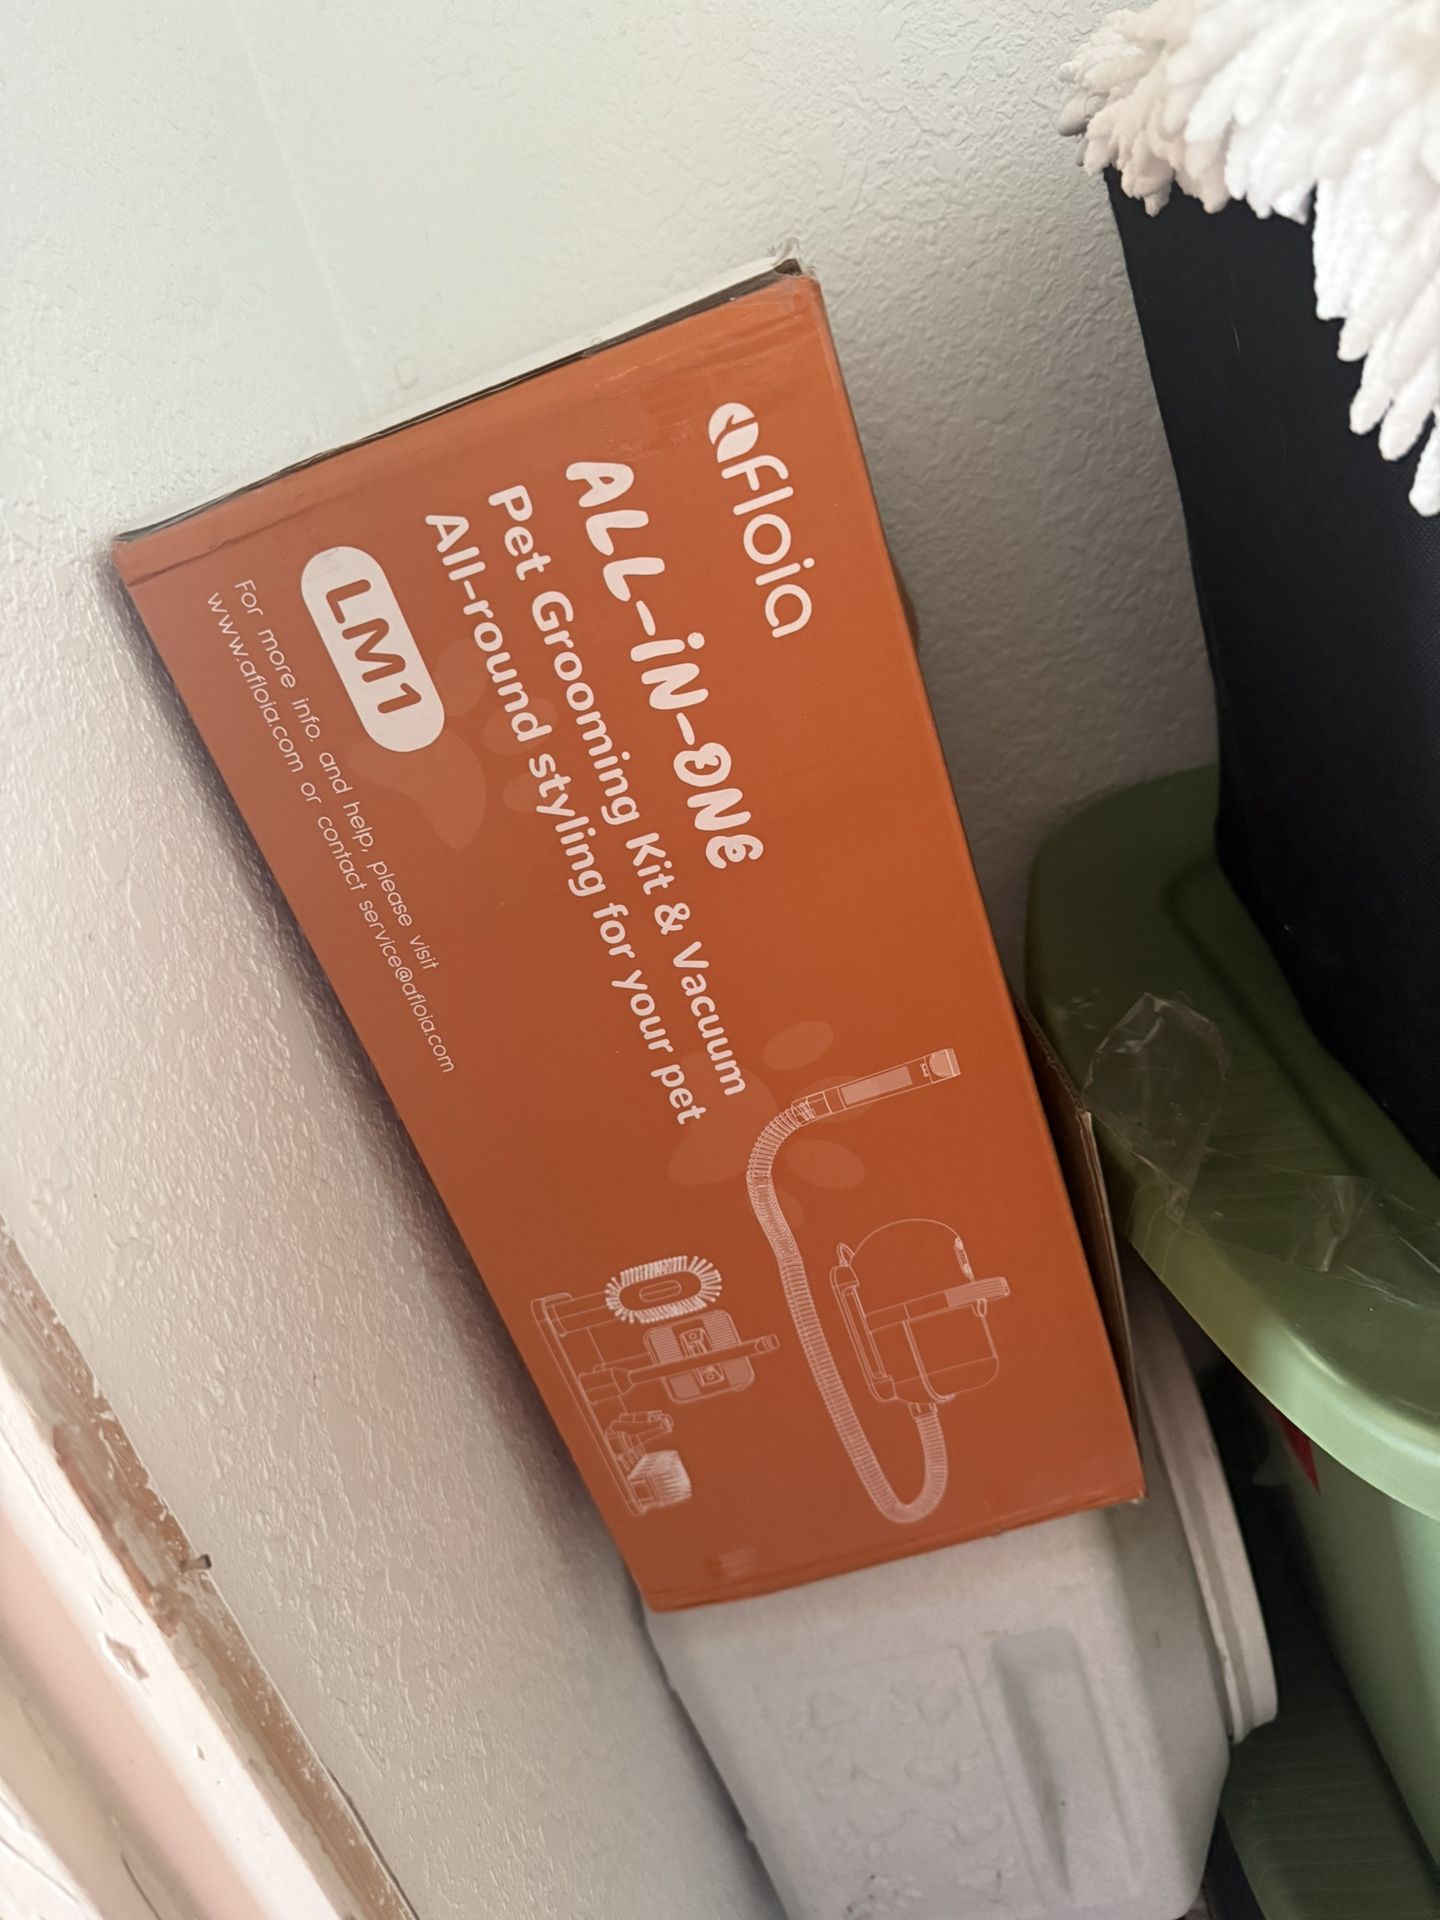 afloia
ALL-IN-ONE
Pet Grooming Kit & Vacuum
All-round styling for your pet
LM1
For more info. and help, please visit
www.afloia.com or contact service@afloia.com